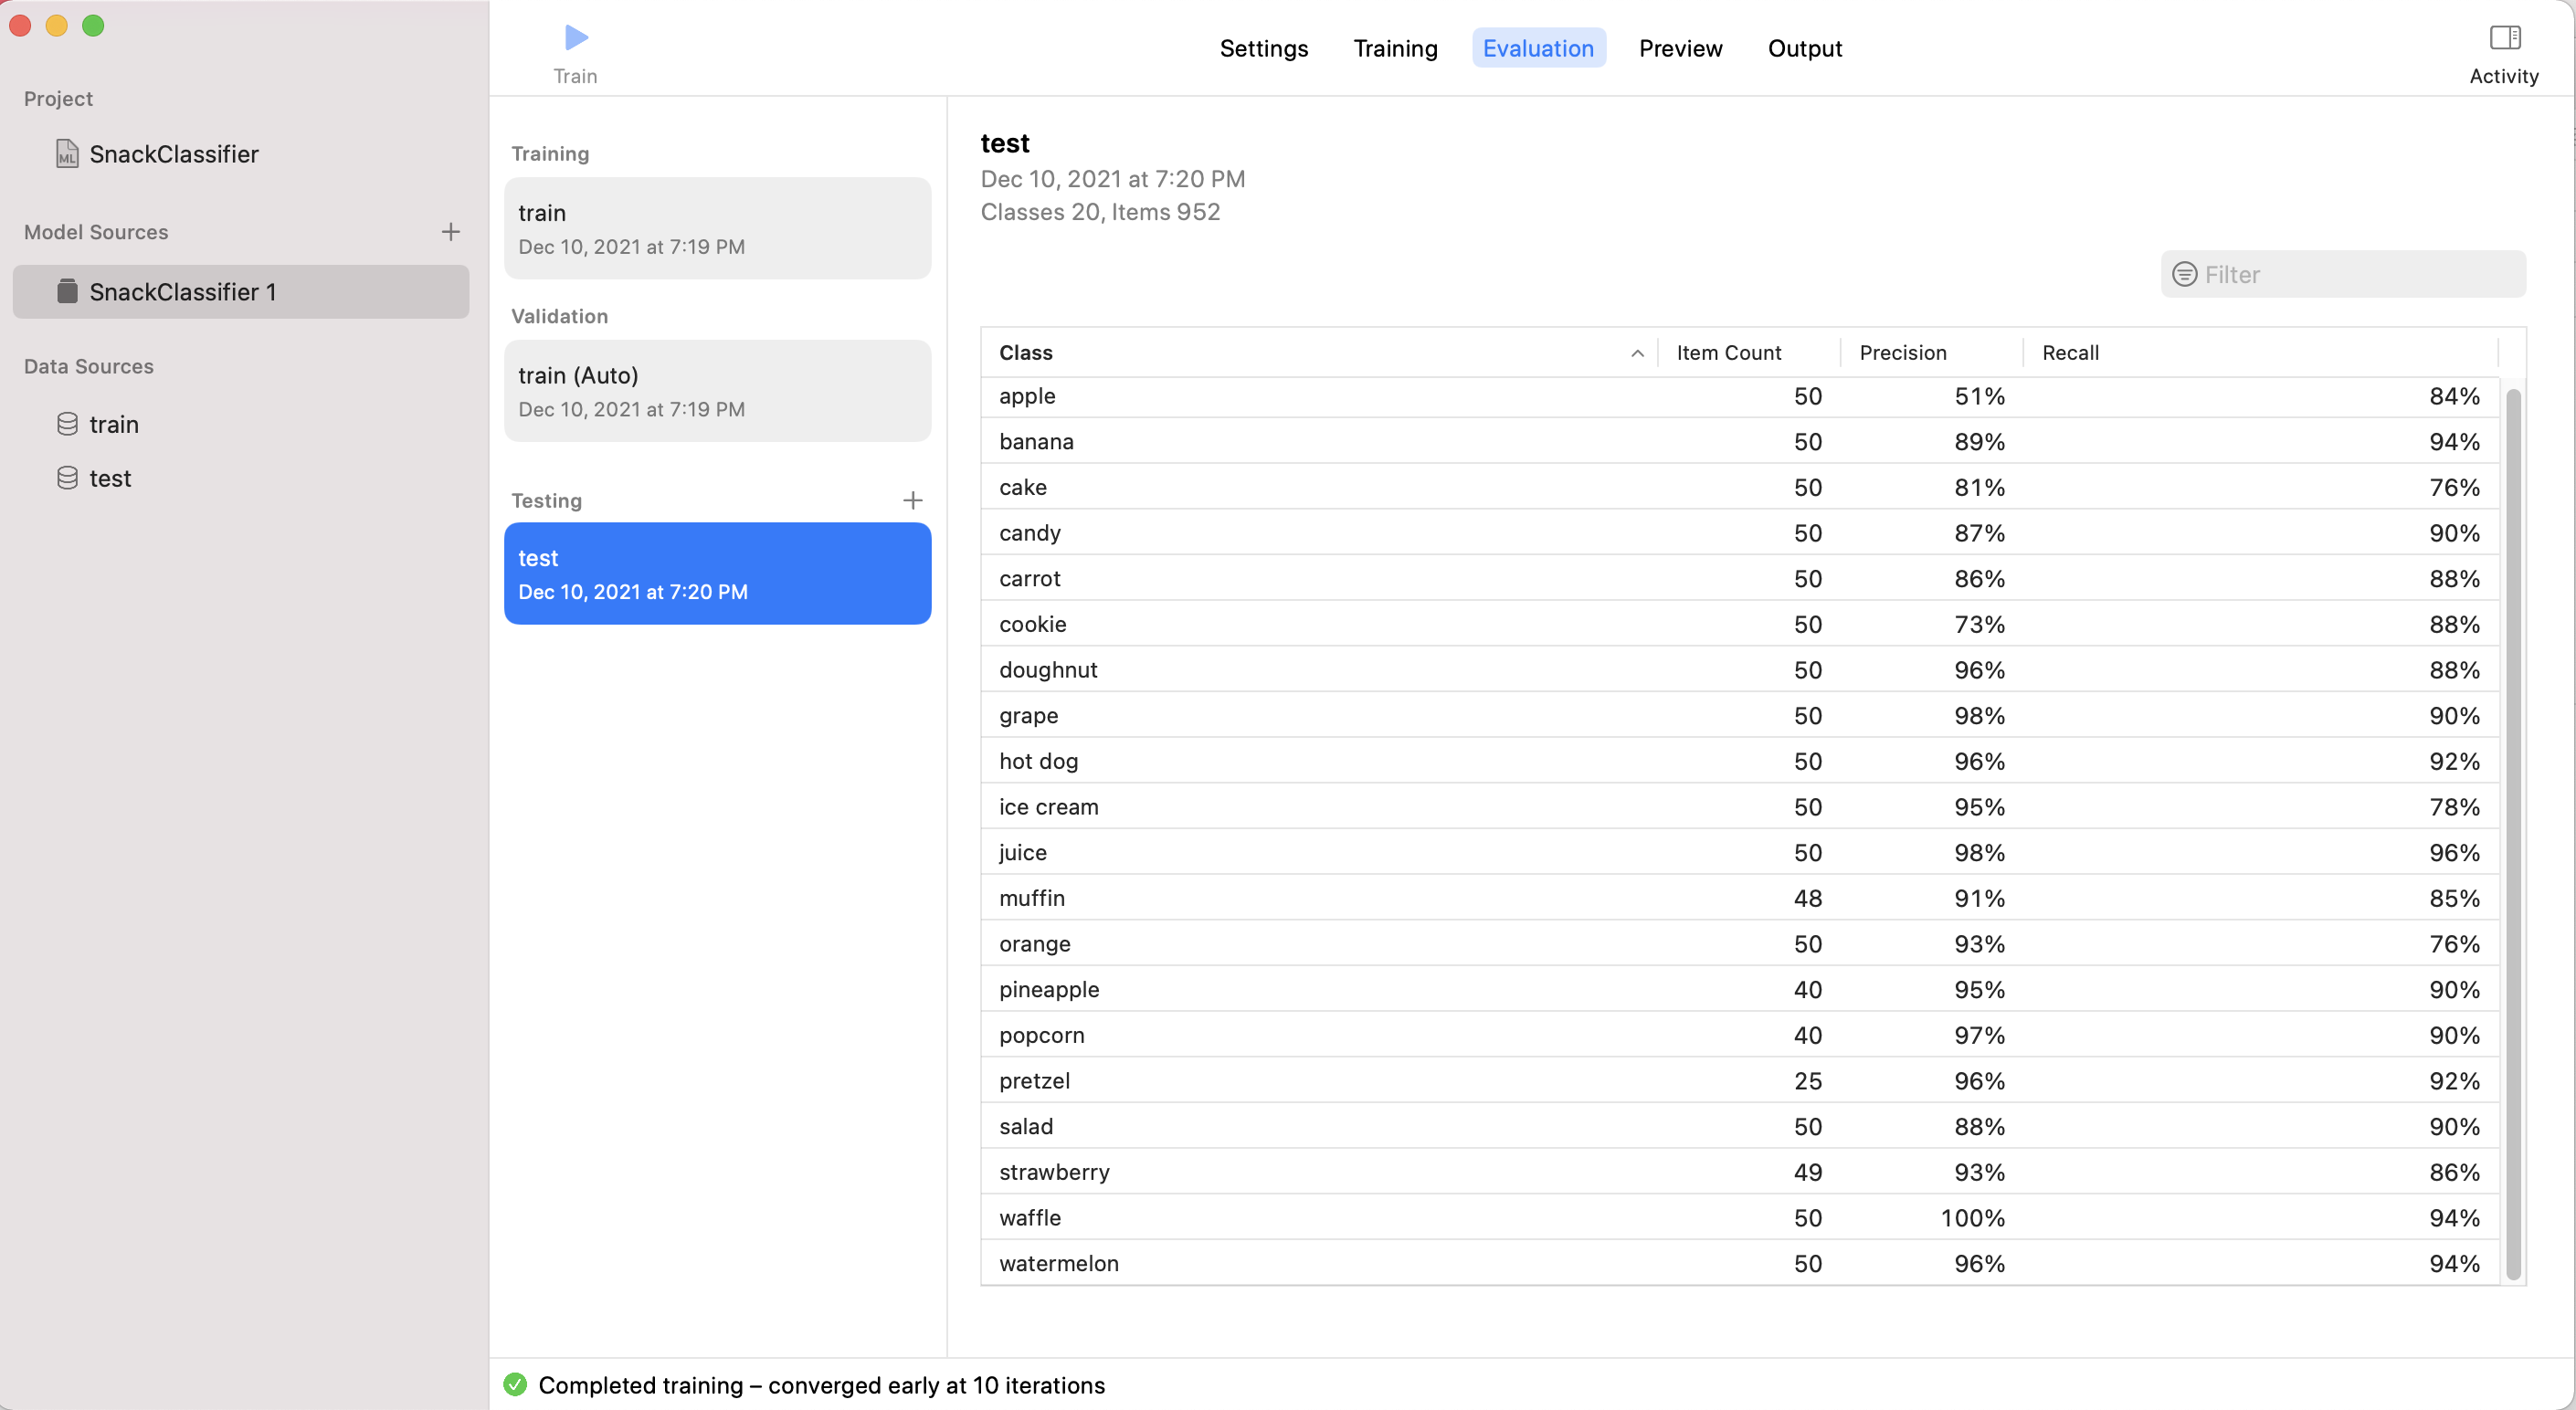 Train
Settings Training Evaluation Preview Output
Activity
Project
ML SnackClassifier
Model Sources +
SnackClassifier 1
Data Sources
train
test
Training
train
Dec 10, 2021 at 7:19 PM
Validation
train (Auto)
Dec 10, 2021 at 7:19 PM
Testing +
test
Dec 10, 2021 at 7:20 PM
test
Dec 10, 2021 at 7:20 PM
Classes 20, Items 952
Filter
Class Item Count Precision Recall
apple 50 51% 84%
banana 50 89% 94%
cake 50 81% 76%
candy 50 87% 90%
carrot 50 86% 88%
cookie 50 73% 88%
doughnut 50 96% 88%
grape 50 98% 90%
hot dog 50 96% 92%
ice cream 50 95% 78%
juice 50 98% 96%
muffin 48 91% 85%
orange 50 93% 76%
pineapple 40 95% 90%
popcorn 40 97% 90%
pretzel 25 96% 92%
salad 50 88% 90%
strawberry 49 93% 86%
waffle 50 100% 94%
watermelon 50 96% 94%
Completed training – converged early at 10 iterations